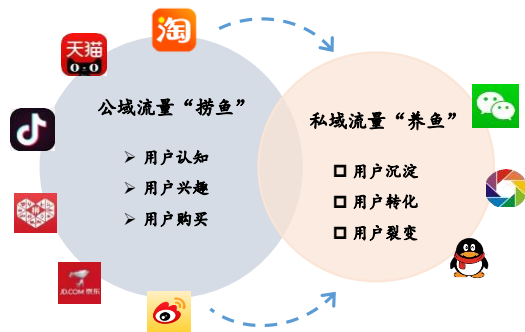 淘
天猫
公域流量“捞鱼”
用户认知
用户兴趣
用户购买
私域流量“养鱼”
用户沉淀
用户转化
用户裂变
JD.COM 京东